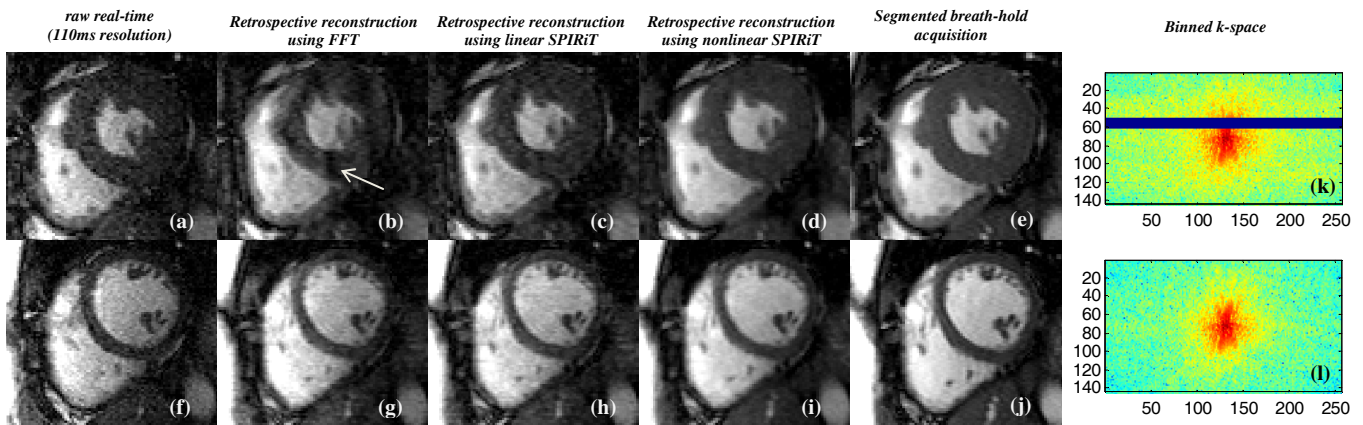 raw real-time
(110ms resolution)
Retrospective reconstruction
using FFT
Retrospective reconstruction
using linear SPIRiT
Retrospective reconstruction
using nonlinear SPIRiT
Segmented breath-hold
acquisition
Binned k-space
(a)
(b)
(c)
(d)
(e)
20
40
60
80
100
120
140
(k)
50 100 150 200 250
(f)
(g)
(h)
(i)
(j)
20
40
60
80
100
120
140
(l)
50 100 150 200 250